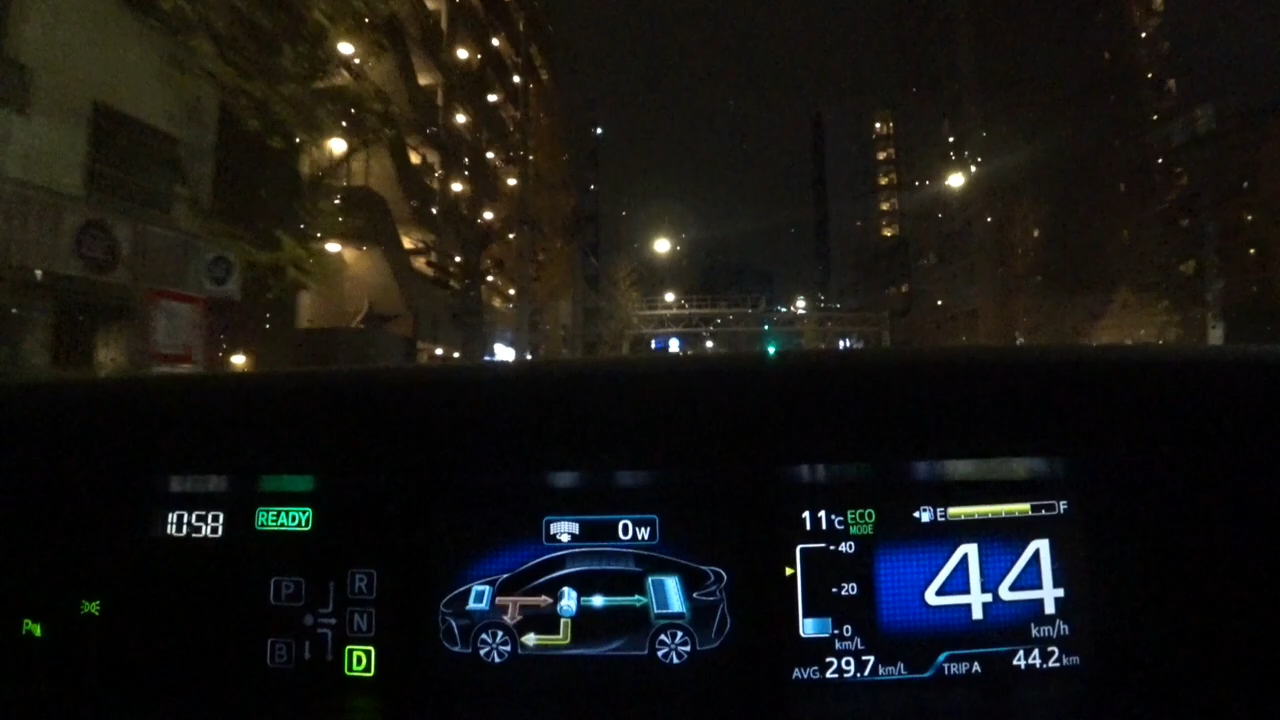 10:58
READY
P
R
N
B
D
0w
11°C
ECO
MODE
E
F
40
20
0
km/L
44
km/h
AVG. 29.7 km/L
TRIP A 44.2 km